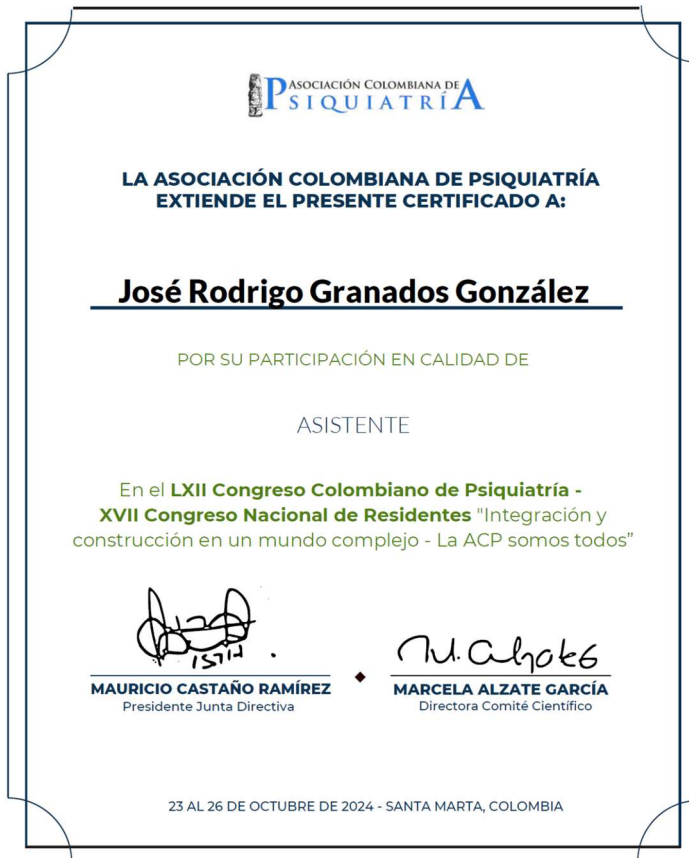 ASOCIACIÓN COLOMBIANA DE
PSIQUIATRÍA
LA ASOCIACIÓN COLOMBIANA DE PSIQUIATRÍA
EXTIENDE EL PRESENTE CERTIFICADO A:
José Rodrigo Granados González
POR SU PARTICIPACIÓN EN CALIDAD DE
ASISTENTE
En el LXII Congreso Colombiano de Psiquiatría -
XVII Congreso Nacional de Residentes "Integración y
construcción en un mundo complejo - La ACP somos todos”
M. Alzate G
MAURICIO CASTAÑO RAMÍREZ
Presidente Junta Directiva
MARCELA ALZATE GARCÍA
Directora Comité Científico
23 AL 26 DE OCTUBRE DE 2024 - SANTA MARTA, COLOMBIA